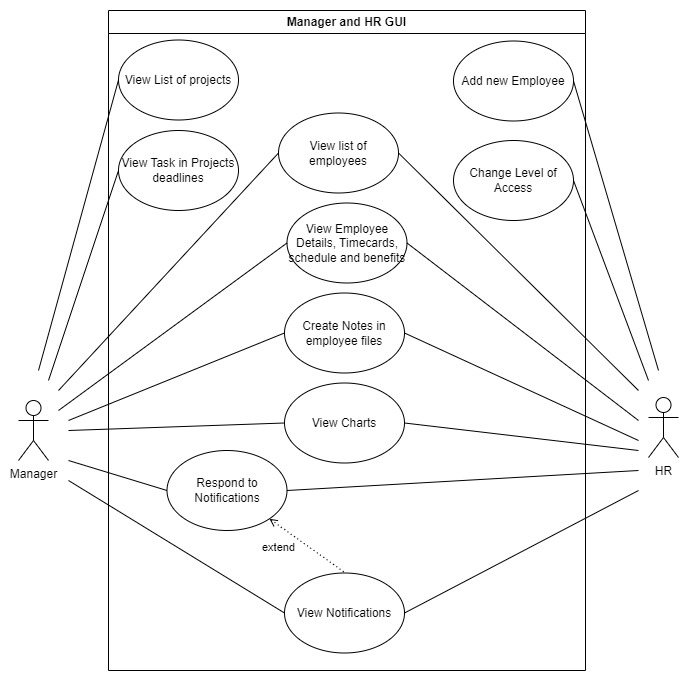 Manager and HR GUI
View List of projects
Add new Employee
View list of
employees
View Task in Projects
deadlines
Change Level of
Access
View Employee
Details, Timecards,
schedule and benefits
Create Notes in
employee files
View Charts
Manager
HR
Respond to
Notifications
extend
View Notifications